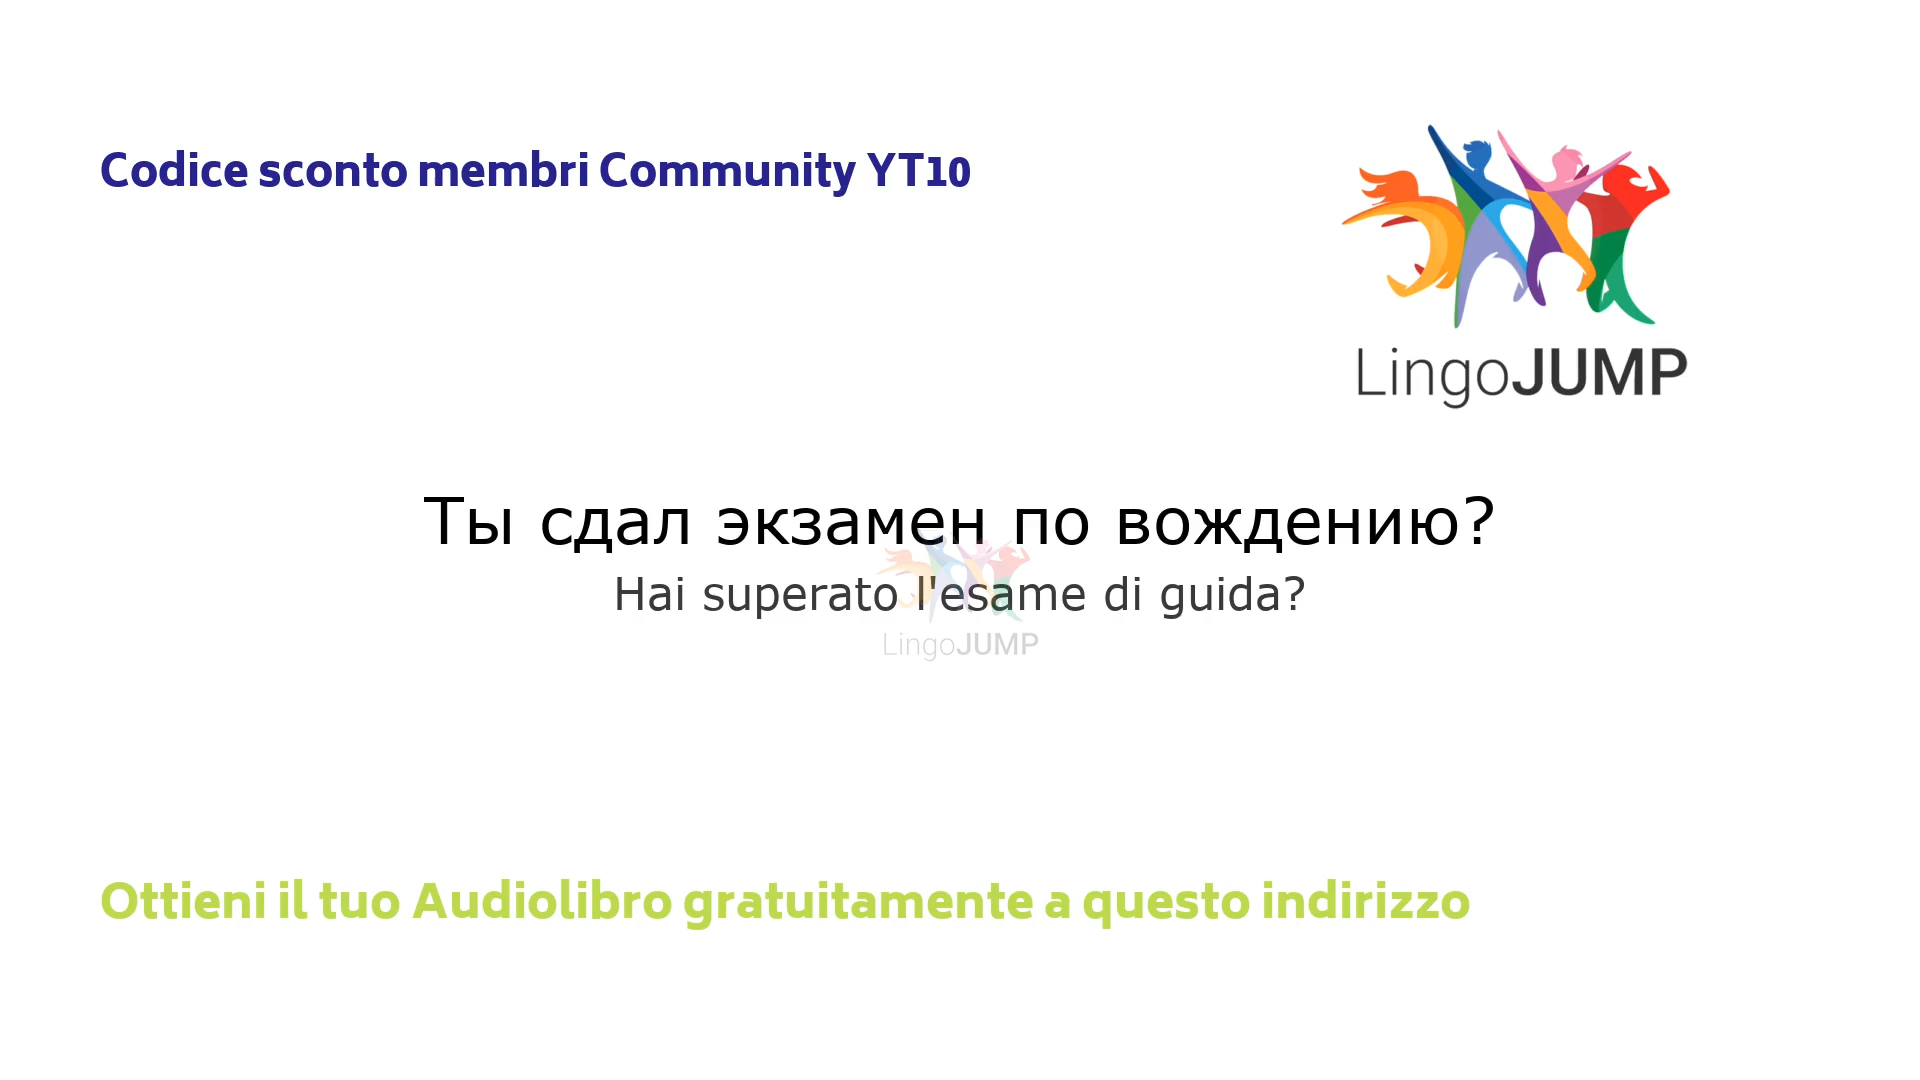 Codice sconto membri Community YT10
LingoJUMP
Ты сдал экзамен по вождению?
Hai superato l'esame di guida?
LingoJUMP
Ottieni il tuo Audiolibro gratuitamente a questo indirizzo